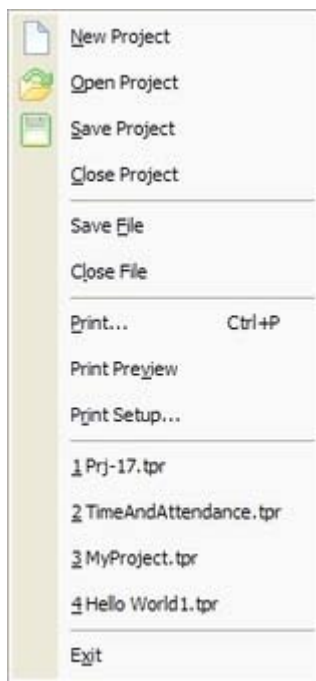 New Project
Open Project
Save Project
Close Project
Save File
Close File
Print... Ctrl+P
Print Preview
Print Setup...
1 Prj-17.tpr
2 TimeAndAttendance.tpr
3 MyProject.tpr
4 Hello World1.tpr
Exit